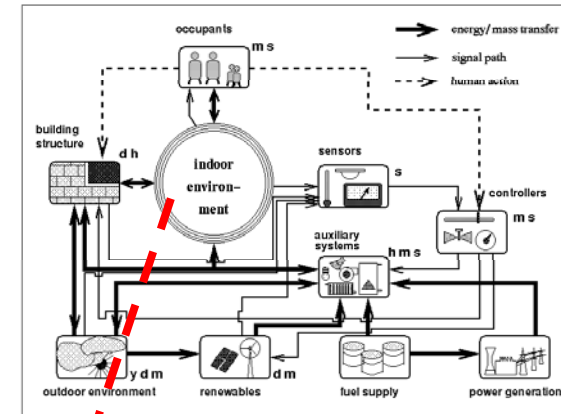 occupants
m s
energy/ mass transfer
signal path
human action
building
structure
d h
indoor
environ-
ment
sensors
s
controllers
m s
auxiliary
systems
h m s
outdoor environment
y d m
renewables
d m
fuel supply
power generation